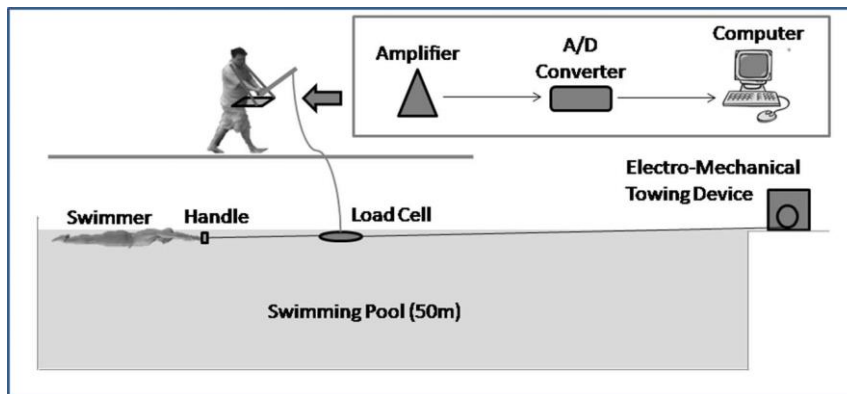 Computer
A/D
Converter
Amplifier
Electro-Mechanical
Towing Device
Swimmer
Handle
Load Cell
Swimming Pool (50m)